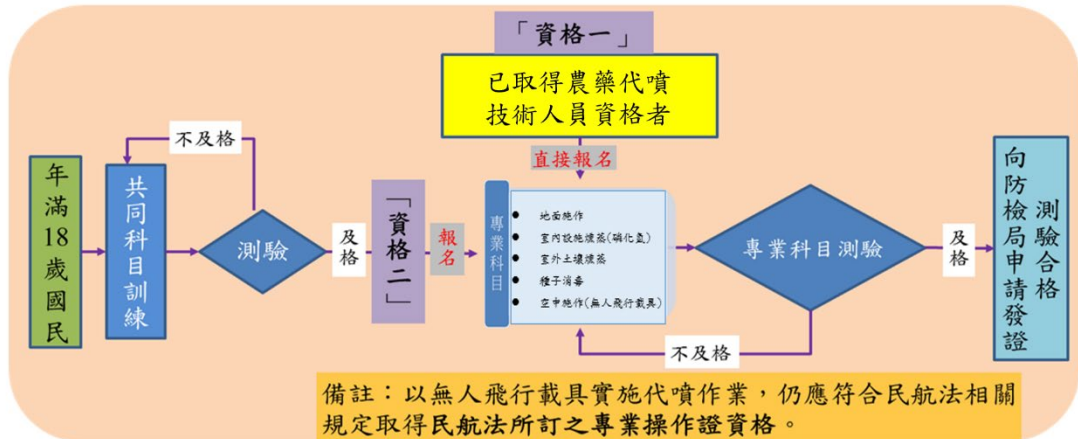 「資格一」
已取得農藥代噴
技術人員資格者
直接報名
不及格
年滿18歲國民
共同科目訓練
測驗
及格
「資格二」
報名
專業科目
地面施作
室內設施燻蒸(磷化氫)
室外土壤燻蒸
種子消毒
空中施作(無人飛行載具)
專業科目測驗
及格
不及格
測驗合格
向防檢局申請發證
備註：以無人飛行載具實施代噴作業，仍應符合民航法相關
規定取得民航法所訂之專業操作證資格。